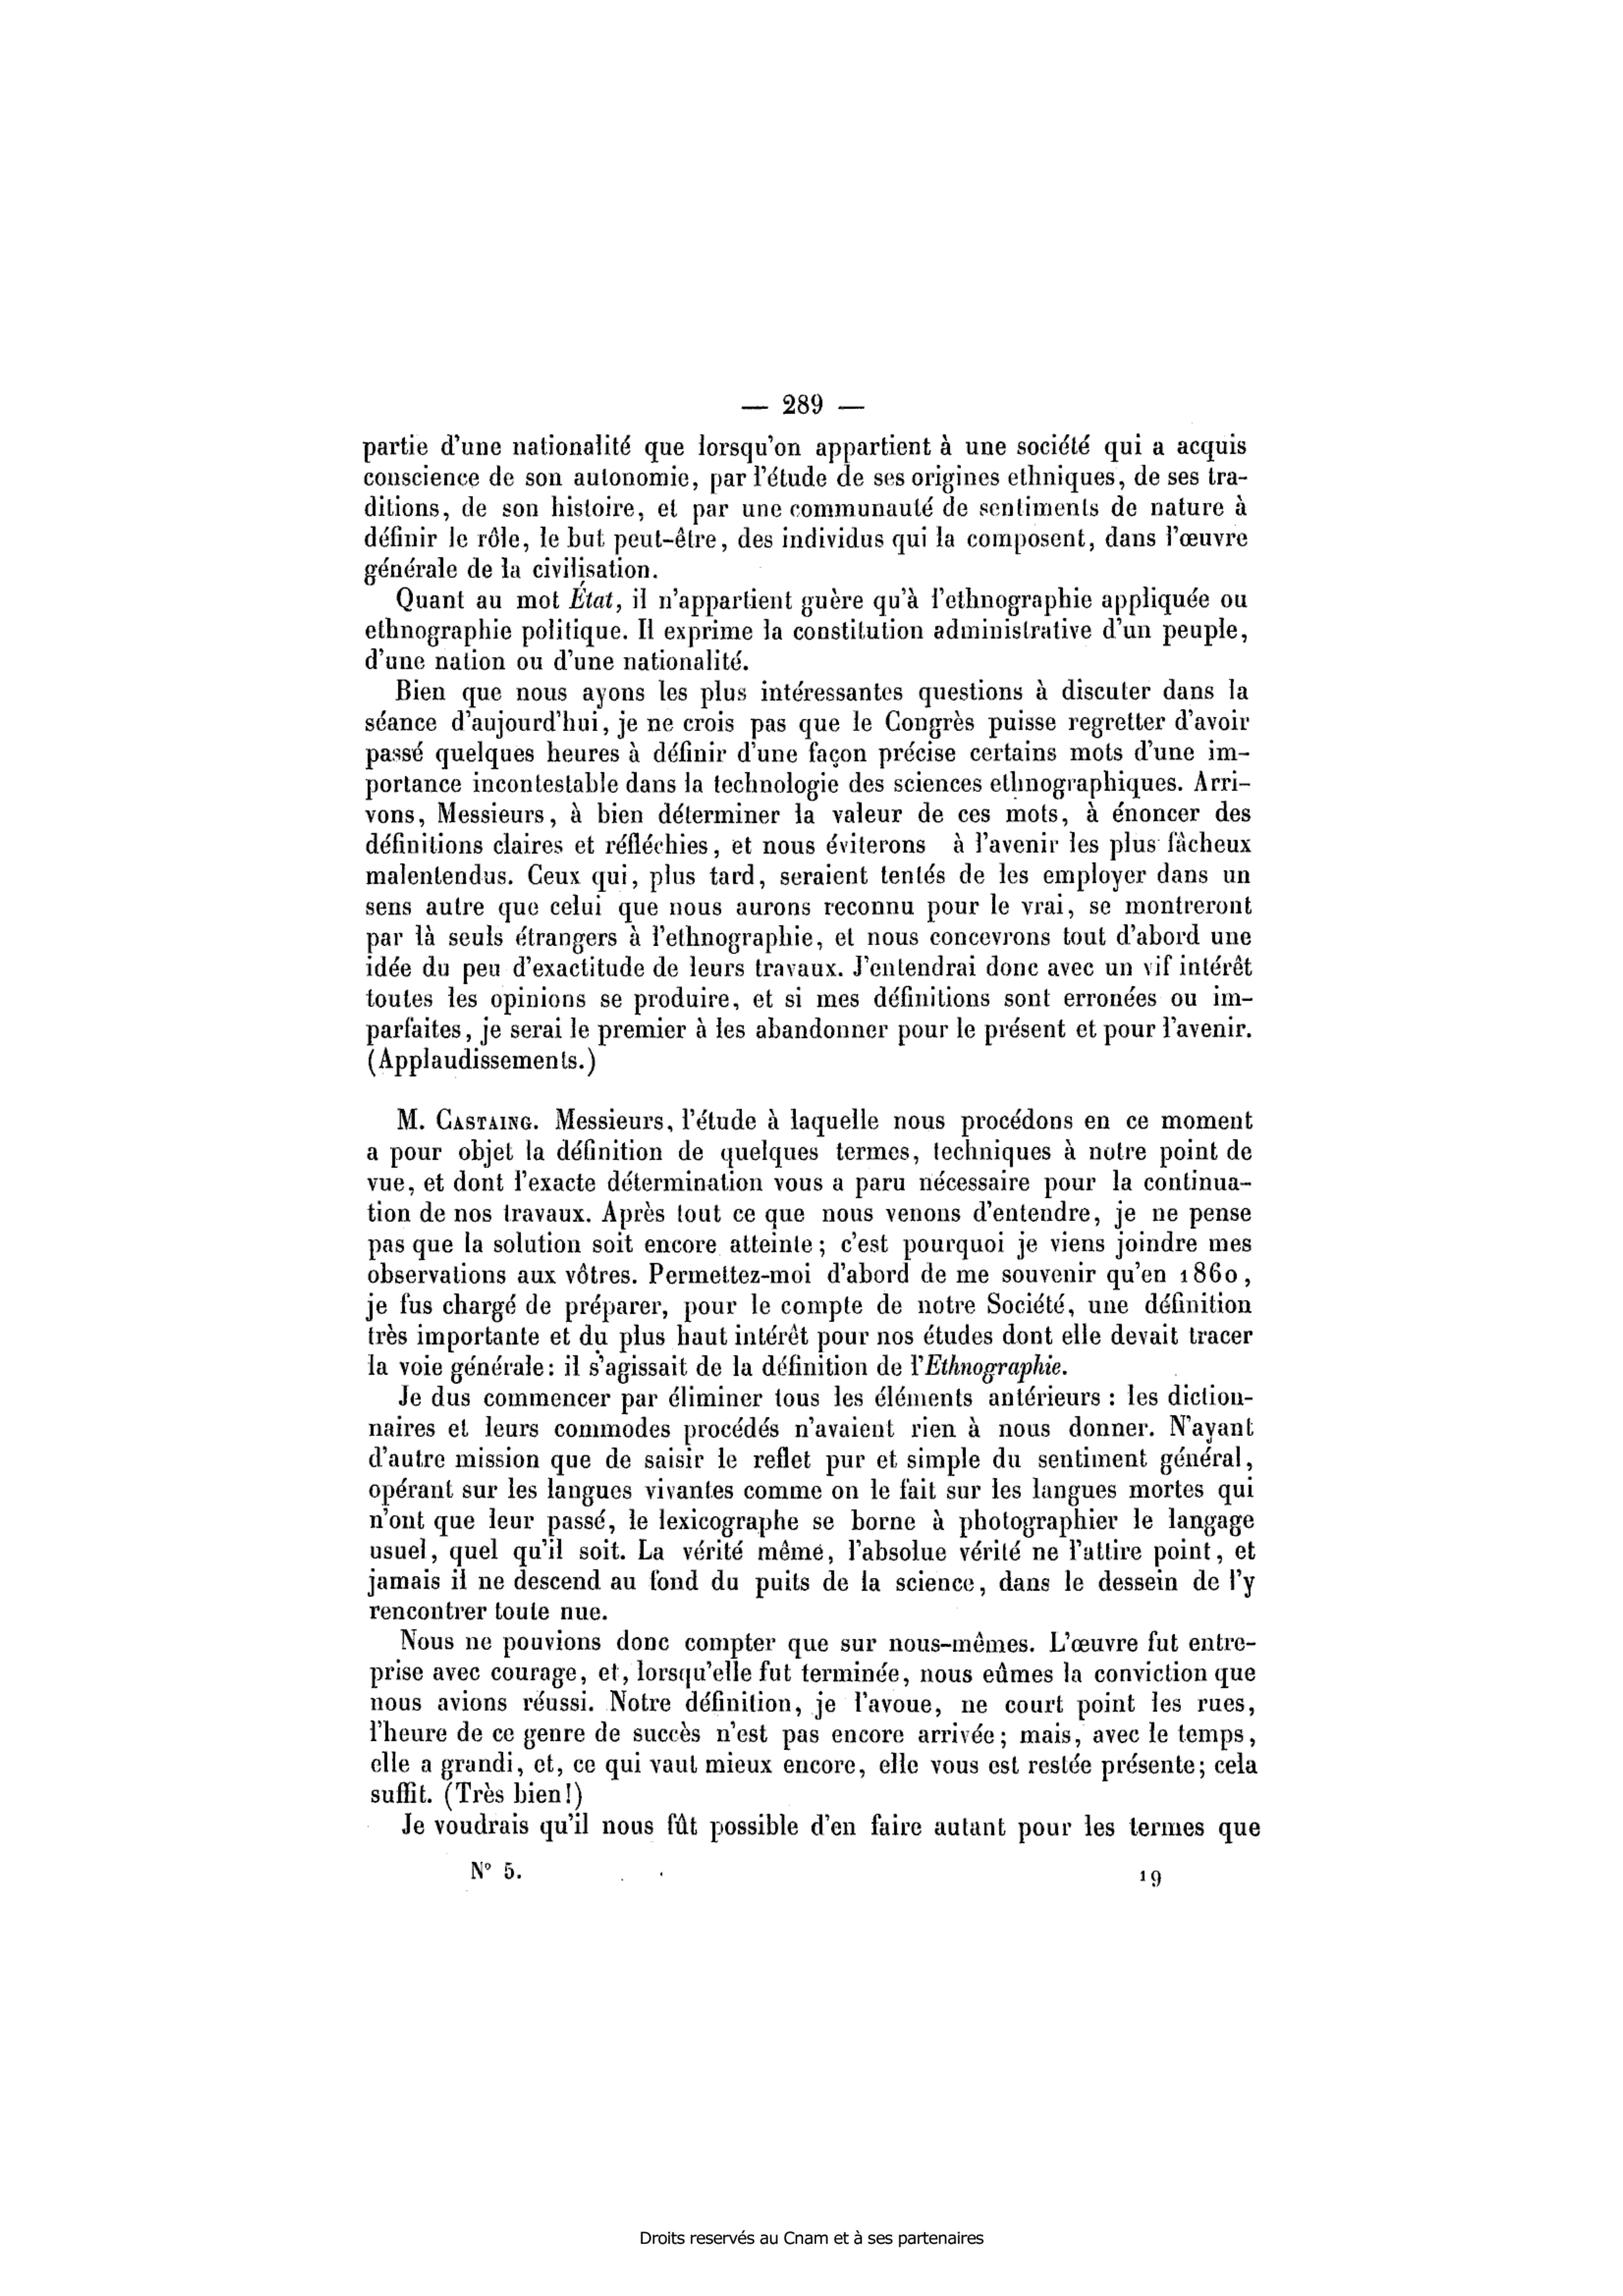 — 289 —
partie d'une nationalité que lorsqu'on appartient à une société qui a acquis
conscience de son autonomie, par l'étude de ses origines ethniques, de ses tra-
ditions, de son histoire, et par une communauté de sentiments de nature à
définir le rôle, le but peut-être, des individus qui la composent, dans l'œuvre
générale de la civilisation.
Quant au mot État, il n'appartient guère qu'à l'ethnographie appliquée ou
ethnographie politique. Il exprime la constitution administrative d'un peuple,
d'une nation ou d'une nationalité.
Bien que nous ayons les plus intéressantes questions à discuter dans la
séance d'aujourd'hui, je ne crois pas que le Congrès puisse regretter d'avoir
passé quelques heures à définir d'une façon précise certains mots d'une im-
portance incontestable dans la technologie des sciences ethnographiques. Arri-
vons, Messieurs, à bien déterminer la valeur de ces mots, à énoncer des
définitions claires et réfléchies, et nous éviterons à l'avenir les plus fâcheux
malentendus. Ceux qui, plus tard, seraient tentés de les employer dans un
sens autre que celui que nous aurons reconnu pour le vrai, se montreront
par là seuls étrangers à l'ethnographie, et nous concevrons tout d'abord une
idée du peu d'exactitude de leurs travaux. J'entendrai donc avec un vif intérêt
toutes les opinions se produire, et si mes définitions sont erronées ou im-
parfaites, je serai le premier à les abandonner pour le présent et pour l'avenir.
(Applaudissements.)
M. CASTAING. Messieurs, l'étude à laquelle nous procédons en ce moment
a pour objet la définition de quelques termes, techniques à notre point de
vue, et dont l'exacte détermination vous a paru nécessaire pour la continua-
tion de nos travaux. Après tout ce que nous venons d'entendre, je ne pense
pas que la solution soit encore atteinte; c'est pourquoi je viens joindre mes
observations aux vôtres. Permettez-moi d'abord de me souvenir qu'en 1860,
je fus chargé de préparer, pour le compte de notre Société, une définition
très importante et du plus haut intérêt pour nos études dont elle devait tracer
la voie générale: il s'agissait de la définition de l'Ethnographie.
Je dus commencer par éliminer tous les éléments antérieurs : les diction-
naires et leurs commodes procédés n'avaient rien à nous donner. N'ayant
d'autre mission que de saisir le reflet pur et simple du sentiment général,
opérant sur les langues vivantes comme on le fait sur les langues mortes qui
n'ont que leur passé, le lexicographe se borne à photographier le langage
usuel, quel qu'il soit. La vérité même, l'absolue vérité ne l'attire point, et
jamais il ne descend au fond du puits de la science, dans le dessein de l'y
rencontrer toute nue.
Nous ne pouvions donc compter que sur nous-mêmes. L'œuvre fut entre-
prise avec courage, et, lorsqu'elle fut terminée, nous eûmes la conviction que
nous avions réussi. Notre définition, je l'avoue, ne court point les rues,
l'heure de ce genre de succès n'est pas encore arrivée; mais, avec le temps,
elle a grandi, et, ce qui vaut mieux encore, elle vous est restée présente; cela
suffit. (Très bien!)
Je voudrais qu'il nous fût possible d'en faire autant pour les termes que
N° 5.
19
Droits reservés au Cnam et à ses partenaires